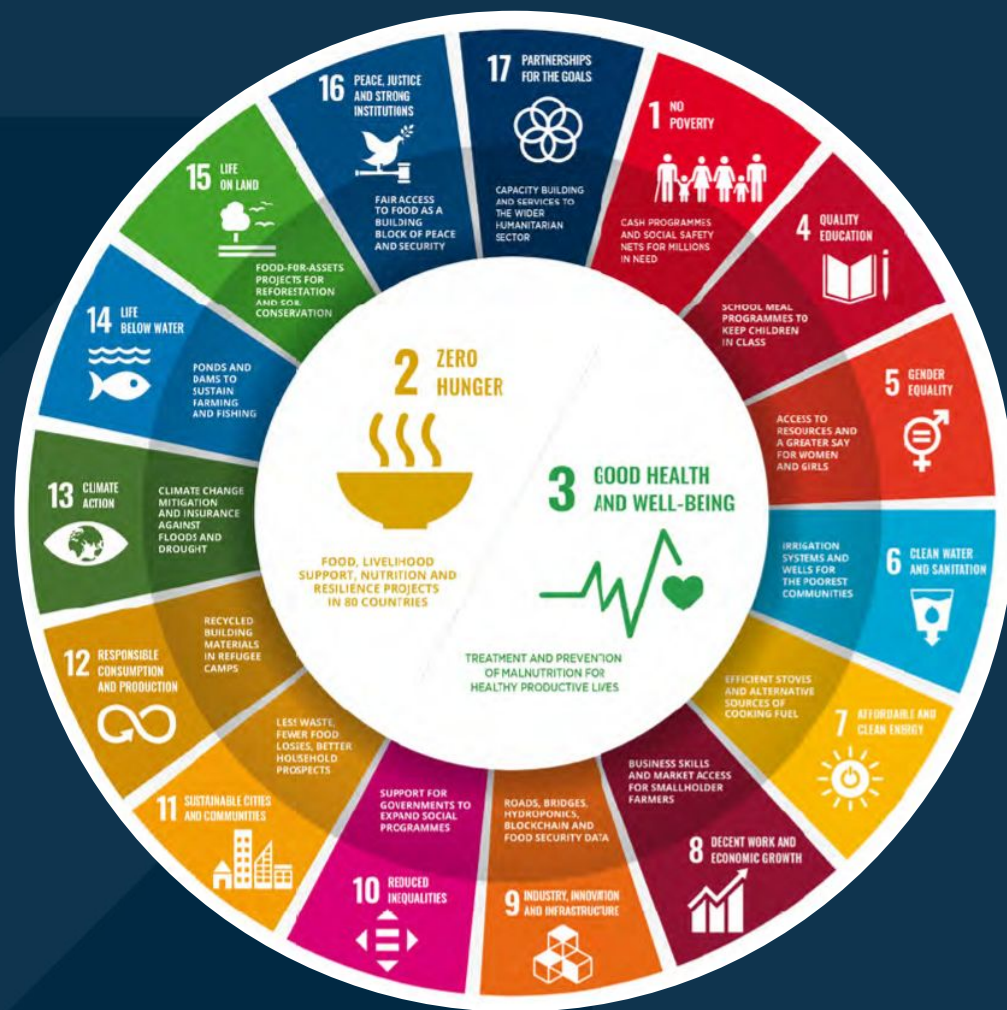 2 ZERO
HUNGER
FOOD, LIVELIHOOD
SUPPORT, NUTRITION AND
RESILIENCE PROJECTS
IN 80 COUNTRIES
3 GOOD HEALTH
AND WELL-BEING
TREATMENT AND PREVENTION
OF MALNUTRITION FOR
HEALTHY PRODUCTIVE LIVES
1 NO
POVERTY
CASH PROGRAMMES
AND SOCIAL SAFETY
NETS FOR MILLIONS
IN NEED
4 QUALITY
EDUCATION
SCHOOL MEAL
PROGRAMMES TO
KEEP CHILDREN
IN CLASS
5 GENDER
EQUALITY
ACCESS TO
RESOURCES AND
A GREATER SAY
FOR WOMEN
AND GIRLS
6 CLEAN WATER
AND SANITATION
IRRIGATION
SYSTEMS AND
WELLS FOR
THE POOREST
COMMUNITIES
7 AFFORDABLE AND
CLEAN ENERGY
EFFICIENT STOVES
AND ALTERNATIVE
SOURCES OF
COOKING FUEL
8 DECENT WORK AND
ECONOMIC GROWTH
BUSINESS SKILLS
AND MARKET ACCESS
FOR SMALLHOLDER
FARMERS
9 INDUSTRY, INNOVATION
AND INFRASTRUCTURE
ROADS, BRIDGES,
HYDROPONICS,
BLOCKCHAIN AND
FOOD SECURITY DATA
10 REDUCED
INEQUALITIES
SUPPORT FOR
GOVERNMENTS TO
EXPAND SOCIAL
PROGRAMMES
11 SUSTAINABLE CITIES
AND COMMUNITIES
LESS WASTE,
FEWER FOOD
LOSSES, BETTER
HOUSEHOLD
PROSPECTS
12 RESPONSIBLE
CONSUMPTION
AND PRODUCTION
RECYCLED
BUILDING
MATERIALS
IN REFUGEE
CAMPS
13 CLIMATE
ACTION
CLIMATE CHANGE
MITIGATION
AND INSURANCE
AGAINST
FLOODS AND
DROUGHT
14 LIFE
BELOW WATER
PONDS AND
DAMS TO
SUSTAIN
FARMING
AND FISHING
15 LIFE
ON LAND
FOOD-FOR-ASSETS
PROJECTS FOR
REFORESTATION
AND SOIL
CONSERVATION
16 PEACE, JUSTICE
AND STRONG
INSTITUTIONS
FAIR ACCESS
TO FOOD AS A
BUILDING
BLOCK OF PEACE
AND SECURITY
17 PARTNERSHIPS
FOR THE GOALS
CAPACITY BUILDING
AND SERVICES TO
THE WIDER
HUMANITARIAN
SECTOR